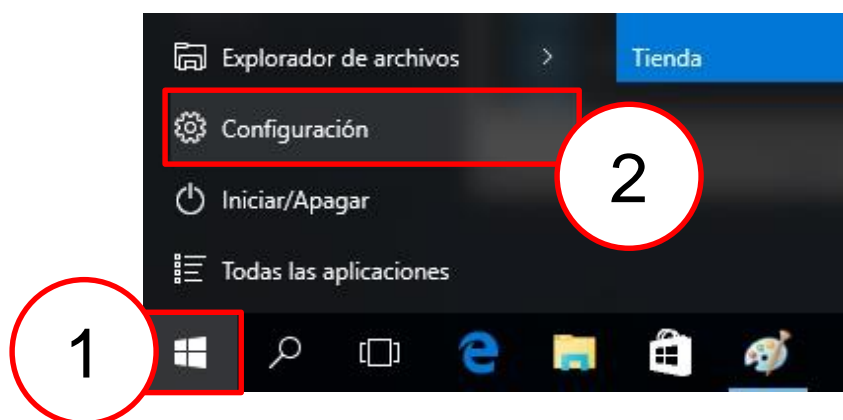 Explorador de archivos
Tienda
Configuración
2
Iniciar/Apagar
Todas las aplicaciones
1